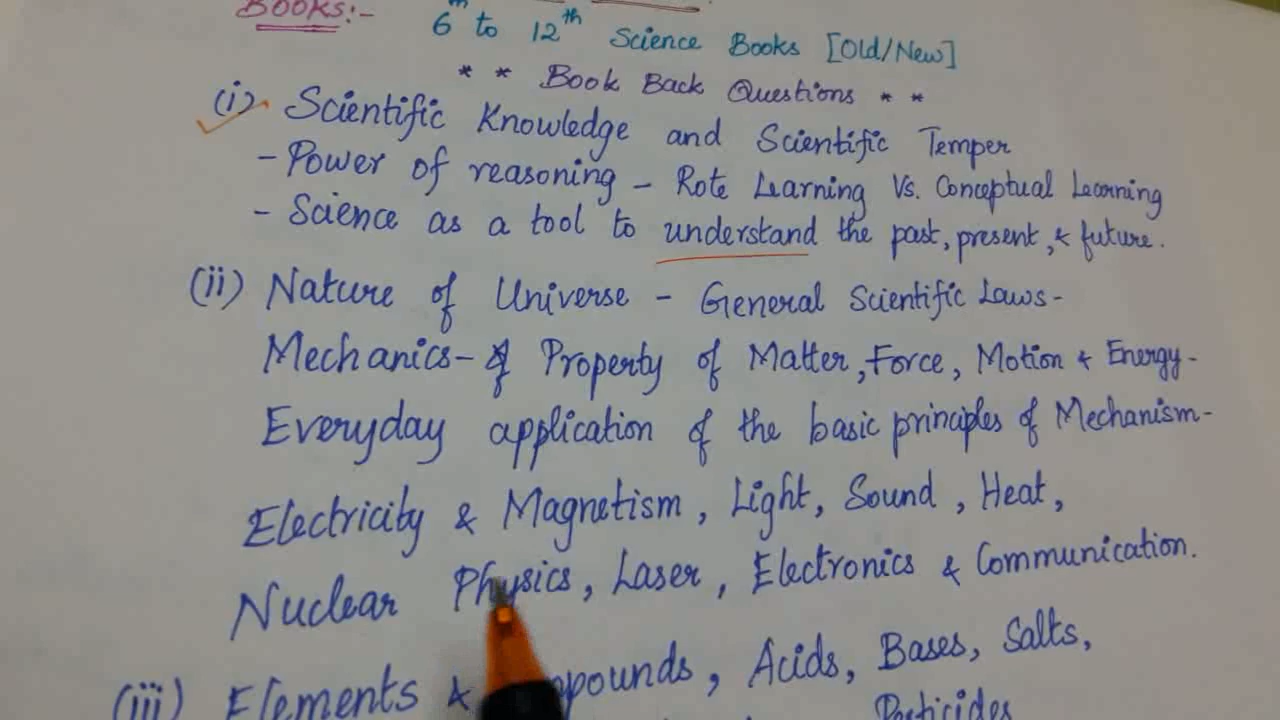 Books:-
6th to 12th Science Books [Old/New]
* * Book Back Questions * *
(i) Scientific Knowledge and Scientific Temper
- Power of reasoning - Rote Learning Vs. Conceptual Learning
- Science as a tool to understand the past, present, & future.
(ii) Nature of Universe - General Scientific Laws-
Mechanics- Property of Matter, Force, Motion & Energy-
Everyday application of the basic principles of Mechanism-
Electricity & Magnetism, Light, Sound, Heat,
Nuclear Physics, Laser, Electronics & Communication.
(iii) Elements & pounds, Acids, Bases, Salts,
Pesticides